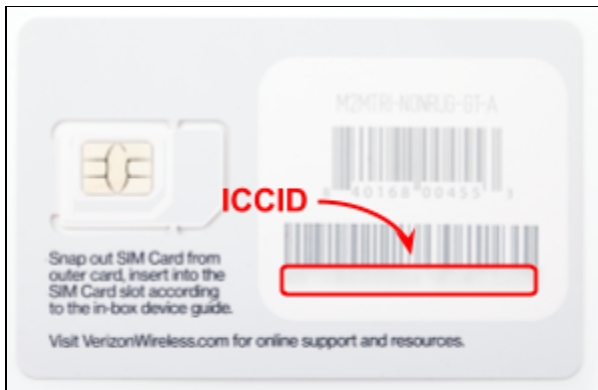 M2MTRI-NONRUG-GT-A
8 40168 00455 3
ICCID
Snap out SIM Card from
outer card, insert into the
SIM Card slot according
to the in-box device guide.
Visit VerizonWireless.com for online support and resources.